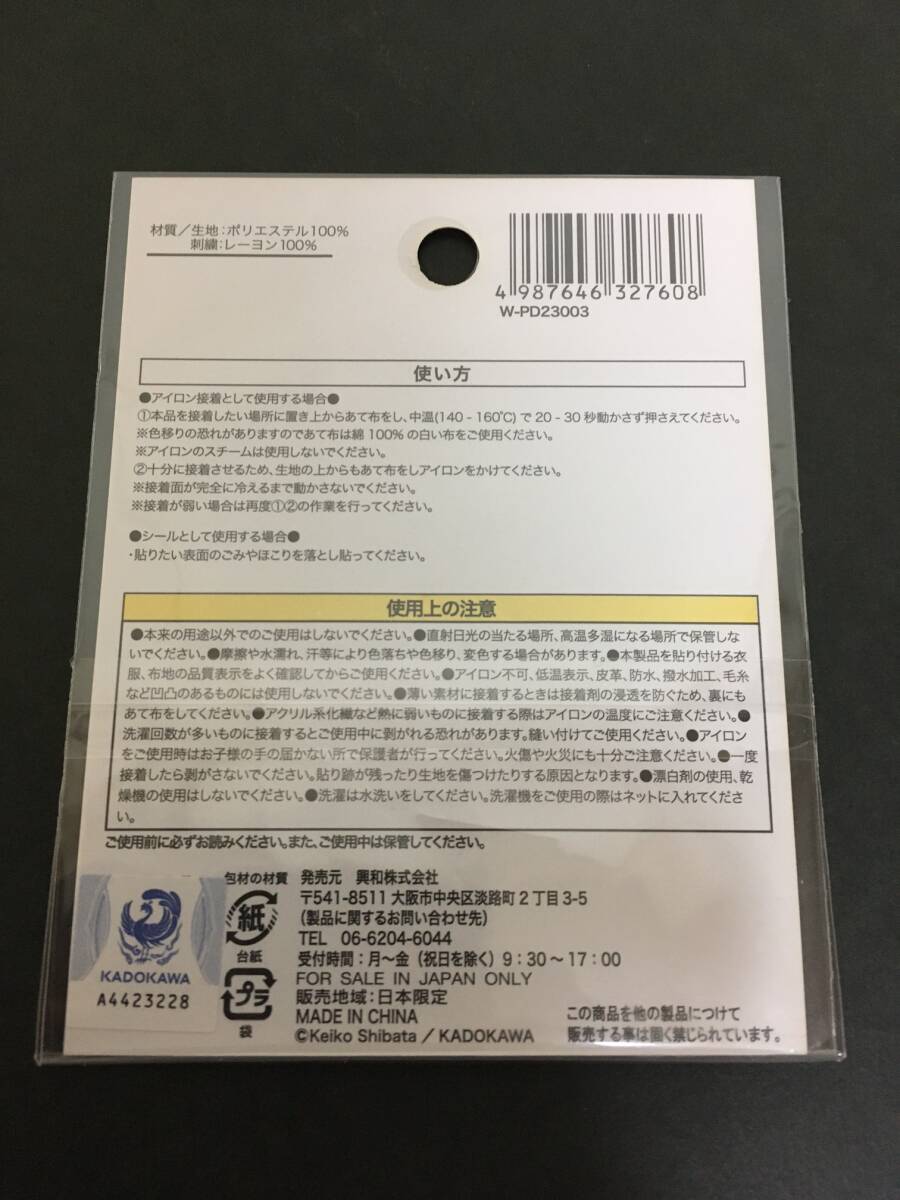 材質／生地：ポリエステル100％
刺繍：レーヨン100％
4 987646 327608
W-PD23003
使い方
●アイロン接着として使用する場合●
①本品を接着したい場所に置き上からあて布をし、中温(140 - 160℃) で 20 - 30 秒動かさず押さえてください。
※色移りの恐れがありますのであて布は綿 100％の白い布をご使用ください。
※アイロンのスチームは使用しないでください。
②十分に接着させるため、生地の上からもあて布をしアイロンをかけてください。
※接着面が完全に冷えるまで動かさないでください。
※接着が弱い場合は再度①②の作業を行ってください。
●シールとして使用する場合●
・貼りたい表面のごみやほこりを落とし貼ってください。
使用上の注意
●本来の用途以外でのご使用はしないでください。●直射日光の当たる場所、高温多湿になる場所で保管しな
いでください。●摩擦や水濡れ、汗等により色落ちや色移り、変色する場合があります。●本製品を貼り付ける衣
服、布地の品質表示をよく確認してからご使用ください。●アイロン不可、低温表示、皮革、防水、撥水加工、毛糸
など凹凸のあるものには使用しないでください。●薄い素材に接着するときは接着剤の浸透を防ぐため、裏にも
あて布をしてください。●アクリル系化繊など熱に弱いものに接着する際はアイロンの温度にご注意ください。●
洗濯回数が多いものに接着するとご使用中に剥がれる恐れがあります。縫い付けてご使用ください。●アイロン
をご使用時はお子様の手の届かない所で保護者が行ってください。火傷や火災にも十分ご注意ください。●一度
接着したら剥がさないでください。貼り跡が残ったり生地を傷つけたりする原因となります。●漂白剤の使用、乾
燥機の使用はしないでください。●洗濯は水洗いをしてください。洗濯機をご使用の際はネットに入れてくださ
い。
ご使用前に必ずお読みください。また、ご使用中は保管してください。
包材の材質
紙
台紙
プラ
袋
発売元 興和株式会社
〒541-8511 大阪市中央区淡路町 2 丁目 3-5
(製品に関するお問い合わせ先)
TEL 06-6204-6044
受付時間：月～金（祝日を除く）9：30 ～ 17：00
FOR SALE IN JAPAN ONLY
販売地域：日本限定
MADE IN CHINA
©Keiko Shibata / KADOKAWA
この商品を他の製品につけて
販売する事は固く禁じられています。
KADOKAWA
A4423228